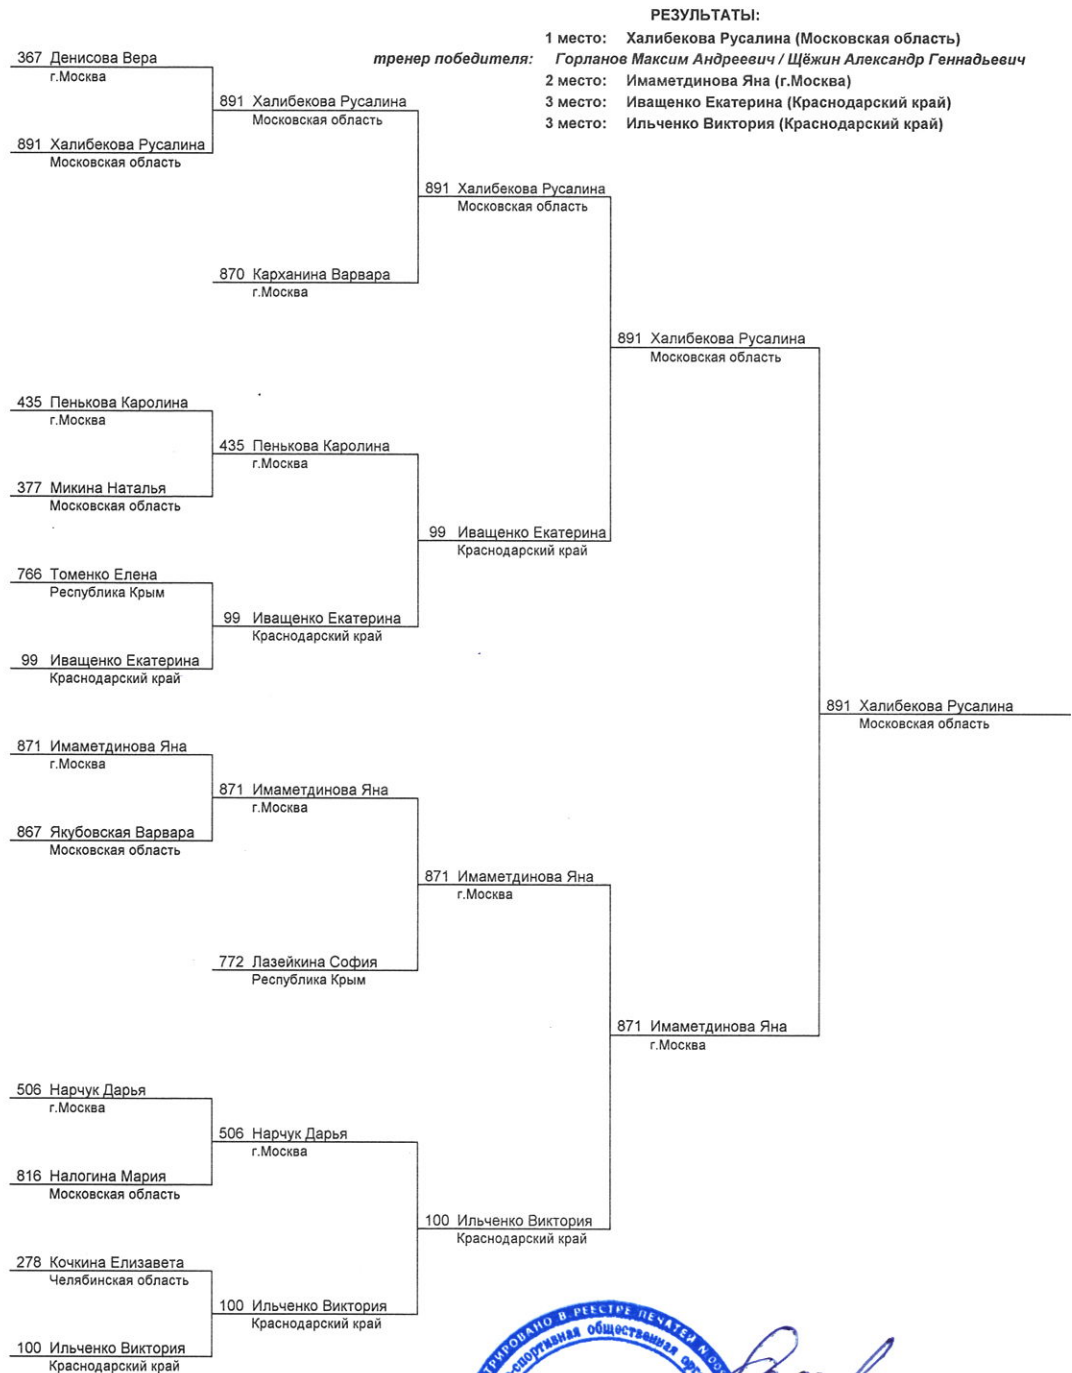 РЕЗУЛЬТАТЫ:
1 место: Халибекова Русалина (Московская область)
тренер победителя: Горланов Максим Андреевич / Щёжин Александр Геннадьевич
2 место: Имаметдинова Яна (г.Москва)
3 место: Иващенко Екатерина (Краснодарский край)
3 место: Ильченко Виктория (Краснодарский край)
367 Денисова Вера
г.Москва
891 Халибекова Русалина
Московская область
891 Халибекова Русалина
Московская область
891 Халибекова Русалина
Московская область
870 Карханина Варвара
г.Москва
891 Халибекова Русалина
Московская область
435 Пенькова Каролина
г.Москва
435 Пенькова Каролина
г.Москва
377 Микина Наталья
Московская область
99 Иващенко Екатерина
Краснодарский край
766 Томенко Елена
Республика Крым
99 Иващенко Екатерина
Краснодарский край
99 Иващенко Екатерина
Краснодарский край
891 Халибекова Русалина
Московская область
871 Имаметдинова Яна
г.Москва
871 Имаметдинова Яна
г.Москва
867 Якубовская Варвара
Московская область
871 Имаметдинова Яна
г.Москва
772 Лазейкина София
Республика Крым
871 Имаметдинова Яна
г.Москва
506 Нарчук Дарья
г.Москва
506 Нарчук Дарья
г.Москва
816 Налогина Мария
Московская область
100 Ильченко Виктория
Краснодарский край
278 Кочкина Елизавета
Челябинская область
100 Ильченко Виктория
Краснодарский край
100 Ильченко Виктория
Краснодарский край
В РЕЕСТРЕ ПЕЧАТЕЙ
общественная